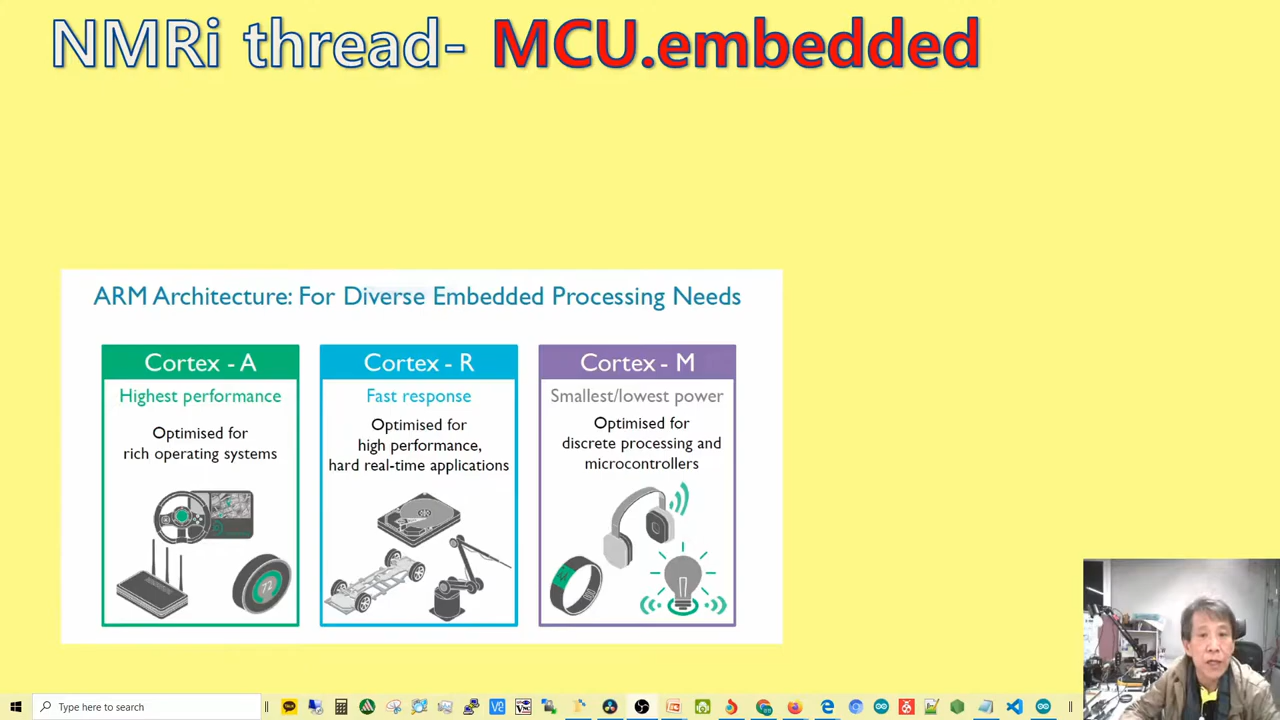 NMRi thread- MCU.embedded
ARM Architecture: For Diverse Embedded Processing Needs
Cortex - A
Highest performance
Optimised for
rich operating systems
72
Cortex - R
Fast response
Optimised for
high performance,
hard real-time applications
Cortex - M
Smallest/lowest power
Optimised for
discrete processing and
microcontrollers
Type here to search